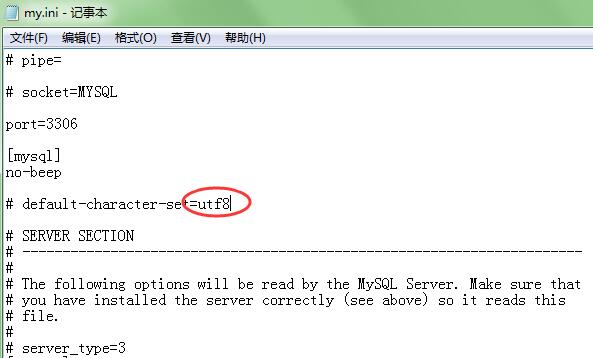 my.ini - 记事本
文件(F) 编辑(E) 格式(O) 查看(V) 帮助(H)
# pipe=
# socket=MYSQL
port=3306
[mysql]
no-beep
# default-character-set=utf8
# SERVER SECTION
# ----------------------------------------------------------------------
#
# The following options will be read by the MySQL Server. Make sure that
# you have installed the server correctly (see above) so it reads this
# file.
#
# server_type=3